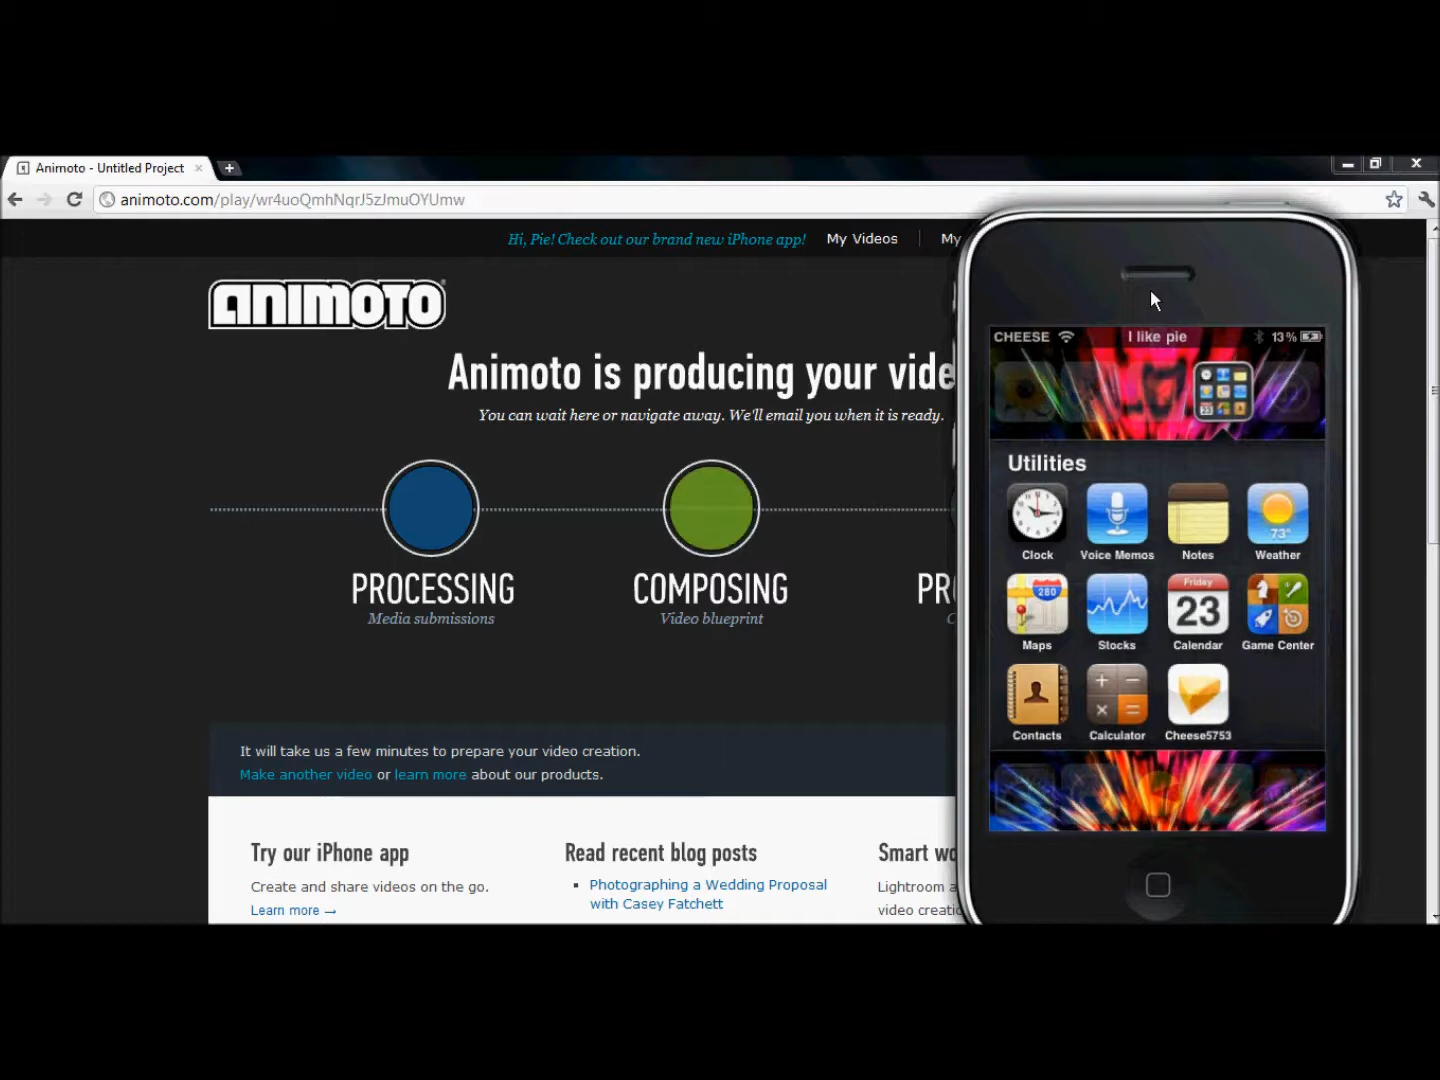 Animoto - Untitled Project
animoto.com/play/wr4uoQmhNqrJ5zJmuOYUmw
Hi, Pie! Check out our brand new iPhone app!
My Videos
My
ANIMOTO
Animoto is producing your vide
You can wait here or navigate away. We'll email you when it is ready.
PROCESSING
Media submissions
COMPOSING
Video blueprint
PR
It will take us a few minutes to prepare your video creation.
Make another video or learn more about our products.
Try our iPhone app
Create and share videos on the go.
Learn more →
Read recent blog posts
Photographing a Wedding Proposal
with Casey Fatchett
Smart wo
Lightroom a
video creatio
CHEESE
I like pie
13%
Utilities
73°
Clock
Voice Memos
Notes
Weather
280
Friday
23
Maps
Stocks
Calendar
Game Center
Contacts
Calculator
Cheese5753